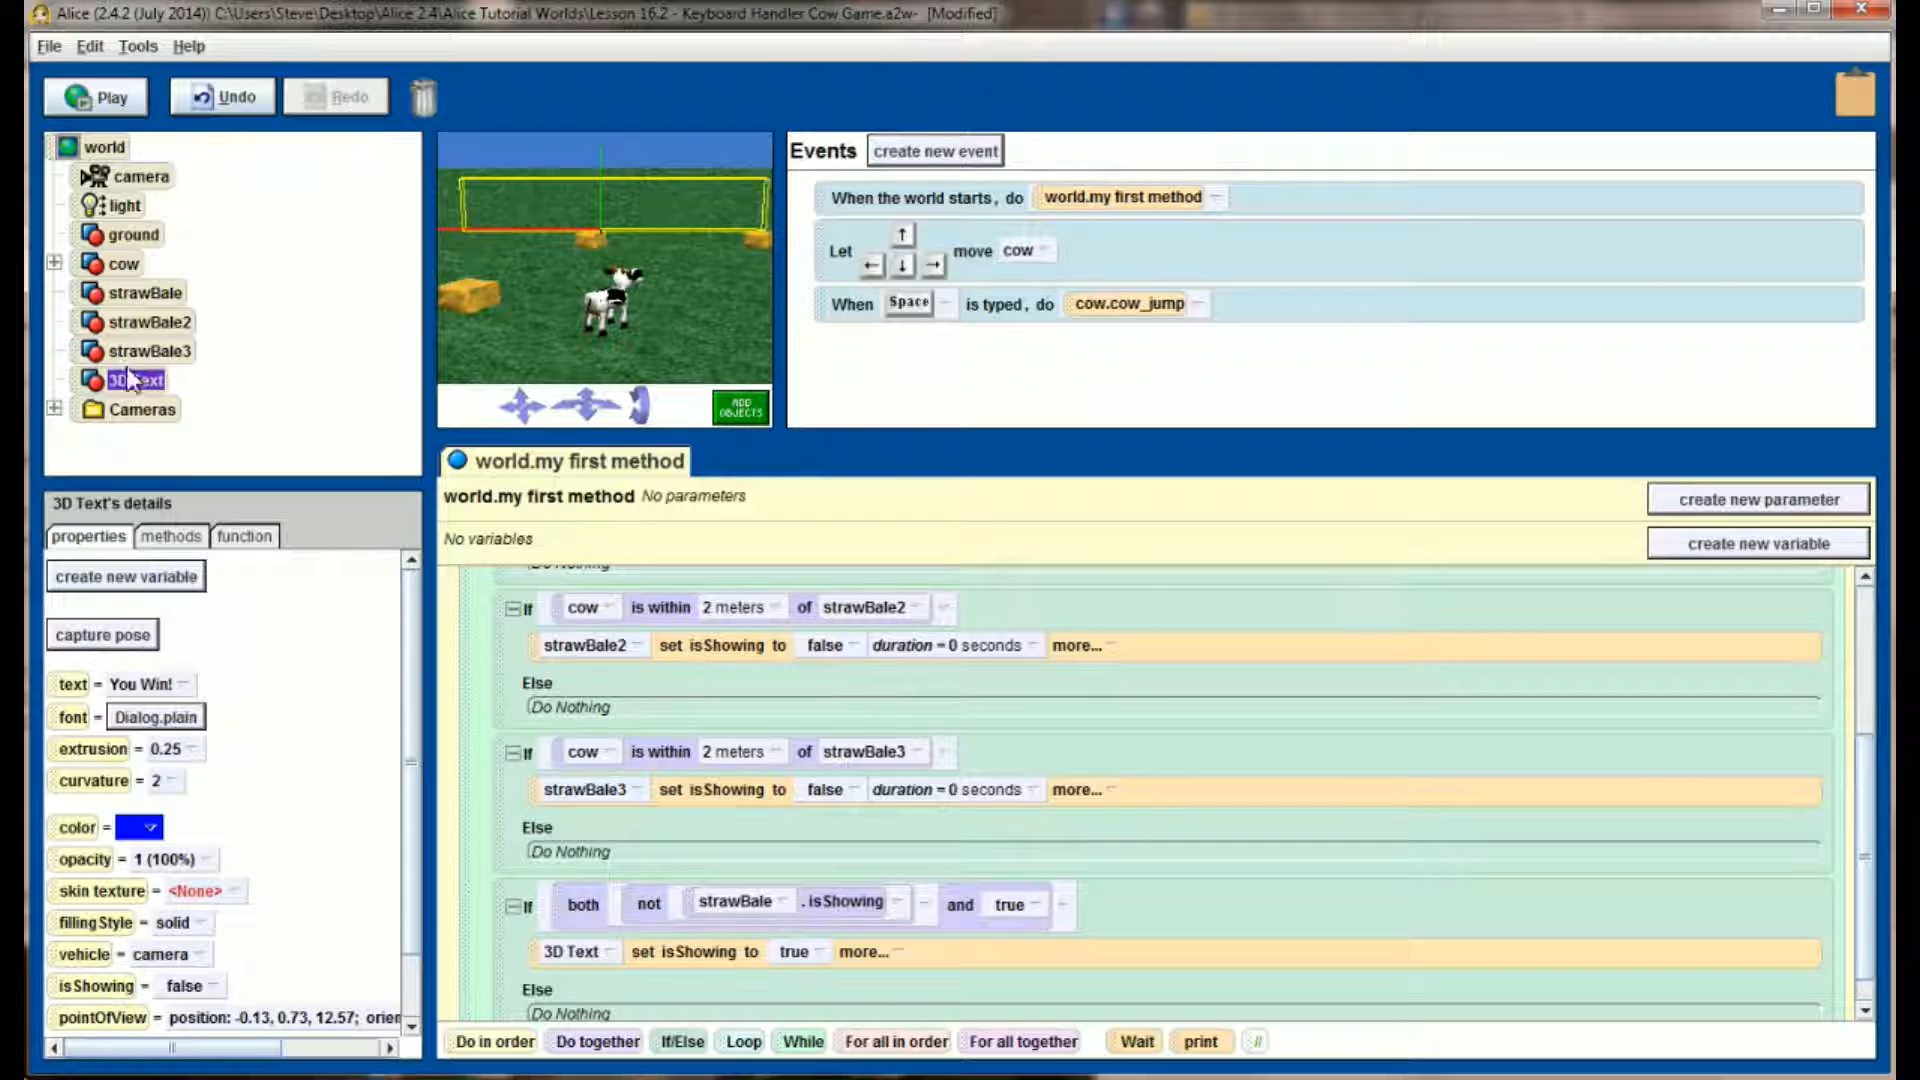 Alice (2.4.2 (July 2014)) C:\Users\Steve\Desktop\Alice 2.4\Alice Tutorial Worlds\Lesson 16.2 - Keyboard Handler Cow Game.a2w- [Modified]
File Edit Tools Help
Play Undo Redo
world
camera
light
ground
cow
strawBale
strawBale2
strawBale3
3D Text
Cameras
ADD
OBJECTS
Events create new event
When the world starts, do world.my first method
Let move cow
When Space is typed, do cow.cow_jump
3D Text's details
properties methods function
create new variable
capture pose
text = You Win!
font = Dialog.plain
extrusion = 0.25
curvature = 2
color =
opacity = 1 (100%)
skin texture = <None>
fillingStyle = solid
vehicle = camera
isShowing = false
pointOfView = position: -0.13, 0.73, 12.57; orien
world.my first method
world.my first method No parameters create new parameter
No variables create new variable
Do Nothing
If cow is within 2 meters of strawBale2
strawBale2 set isShowing to false duration = 0 seconds more...
Else
(Do Nothing
If cow is within 2 meters of strawBale3
strawBale3 set isShowing to false duration = 0 seconds more...
Else
(Do Nothing
If both not strawBale .isShowing and true
3D Text set isShowing to true more...
Else
(Do Nothing
Do in order Do together If/Else Loop While For all in order For all together Wait print //